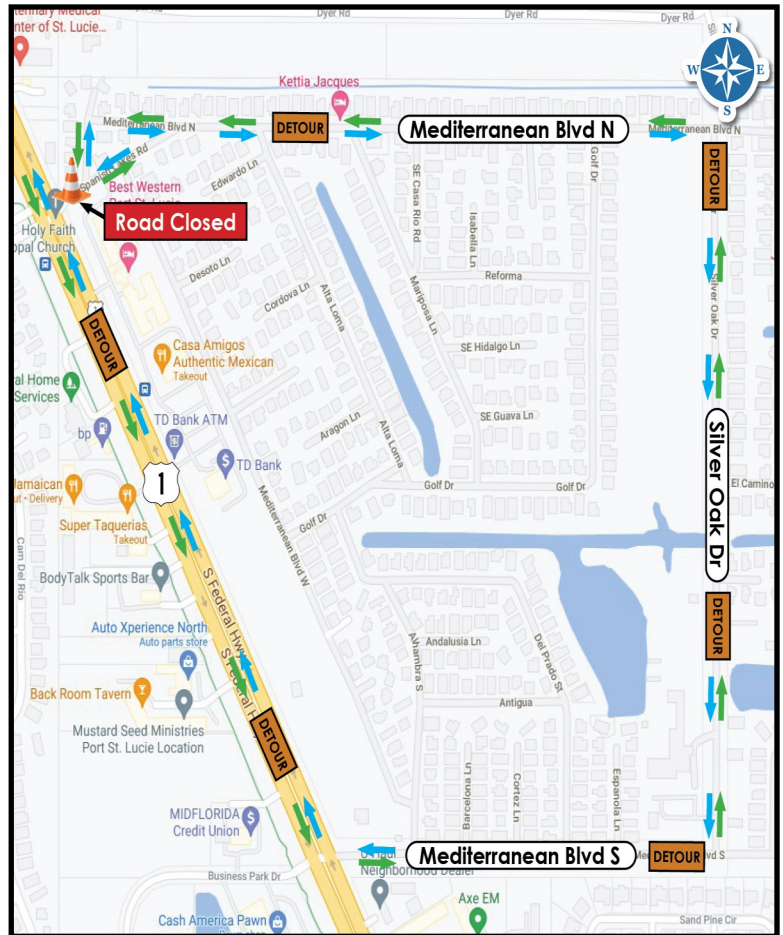 Dyer Rd
Dyer Rd
Dyer Rd
nter of St. Lucie...
N
W
E
S
Kettia Jacques
Mediterranean Blvd N
DETOUR
Mediterranean Blvd N
Mediterranean Blvd N
DETOUR
Spanish Lakes Rd
Edwardo Ln
Best Western
Road Closed
Holy Faith
opal Church
SE Casa Rio Rd
Isabella Ln
Golf Dr
Reforma
Desoto Ln
Cordova Ln
Alta Loma
Mariposa Ln
Silver Oak Dr
SE Hidalgo Ln
DETOUR
Casa Amigos
Authentic Mexican
Takeout
al Home
Services
bp
TD Bank ATM
TD Bank
SE Guava Ln
Aragon Ln
Alta Loma
Silver Oak Dr
1
Jamaican
ut • Delivery
Super Taquerias
Takeout
Golf Dr
Golf Dr
El Camino
Golf Dr
Mediterranean Blvd W
Cam Del Rio
BodyTalk Sports Bar
S Federal Hwy
DETOUR
Auto Xperience North
Auto parts store
Alhambra S
Andalusia Ln
Del Prado St
Back Room Tavern
Antigua
Mustard Seed Ministries
Port St. Lucie Location
DETOUR
Barcelona Ln
Cortez Ln
Espanola Ln
MIDFLORIDA
Credit Union
Mediterranean Blvd S
DETOUR
Business Park Dr
Neighborhood Dealer
Axe EM
Cash America Pawn
Sand Pine Cir